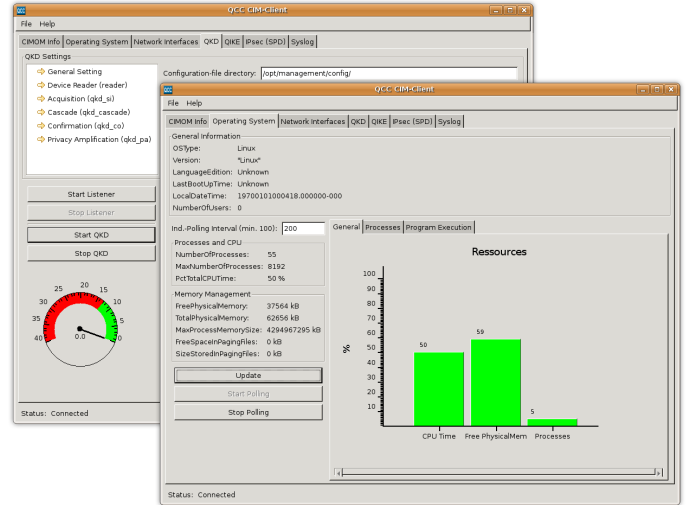 QCC CIM-Client
File Help
CIMOM Info Operating System Network Interfaces QKD QIKE IPsec (SPD) Syslog
QKD Settings
General Setting
Device Reader (reader)
Acquisition (qkd_si)
Cascade (qkd_cascade)
Confirmation (qkd_co)
Privacy Amplification (qkd_pa)
Configuration-file directory: /opt/management/config/
Start Listener
Stop Listener
Start QKD
Stop QKD
40 35 30 25 20 15 10 5 0
0.0
Status: Connected
QCC CIM-Client
File Help
CIMOM Info Operating System Network Interfaces QKD QIKE IPsec (SPD) Syslog
General Information
OSType: Linux
Version: "Linux"
LanguageEdition: Unknown
LastBootUpTime: Unknown
LocalDateTime: 19700101000418.000000-000
NumberOfUsers: 0
Ind.-Polling Interval (min. 100): 200
Processes and CPU
NumberOfProcesses: 55
MaxNumberOfProcesses: 8192
PctTotalCPUTime: 50 %
Memory Management
FreePhysicalMemory: 37564 kB
TotalPhysicalMemory: 62656 kB
MaxProcessMemorySize: 4294967295 kB
FreeSpaceInPagingFiles: 0 kB
SizeStoredInPagingFiles: 0 kB
Update
Start Polling
Stop Polling
General Processes Program Execution
Ressources
%
100
90
80
70
60
50
40
30
20
10
50
59
5
CPU Time Free PhysicalMem Processes
Status: Connected